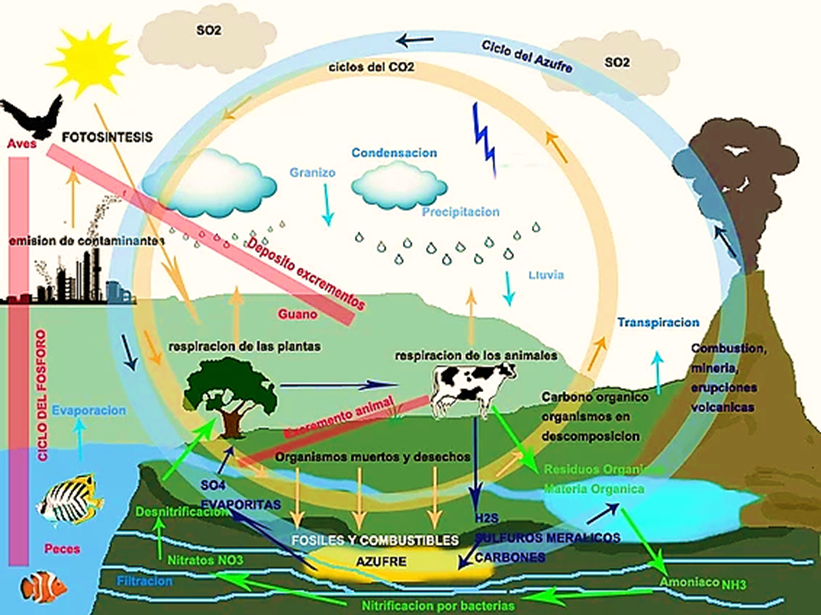 SO2
Ciclo del Azufre
SO2
ciclos del CO2
FOTOSINTESIS
Aves
Condensacion
Granizo
Precipitacion
emision de contaminantes
Deposito excrementos
Lluvia
Guano
Transpiracion
respiracion de las plantas
respiracion de los animales
Combustion,
mineria,
erupciones
volcanicas
CICLO DEL FOSFORO
Evaporacion
Excremento animal
Carbono organico
organismos en
descomposicion
Organismos muertos y desechos
Residuos Organicos
Materia Organica
SO4
EVAPORITAS
Desnitrificacion
H2S
SULFUROS MERALICOS
CARBONES
FOSILES Y COMBUSTIBLES
AZUFRE
Peces
Nitratos NO3
Filtracion
Amoniaco NH3
Nitrificacion por bacterias